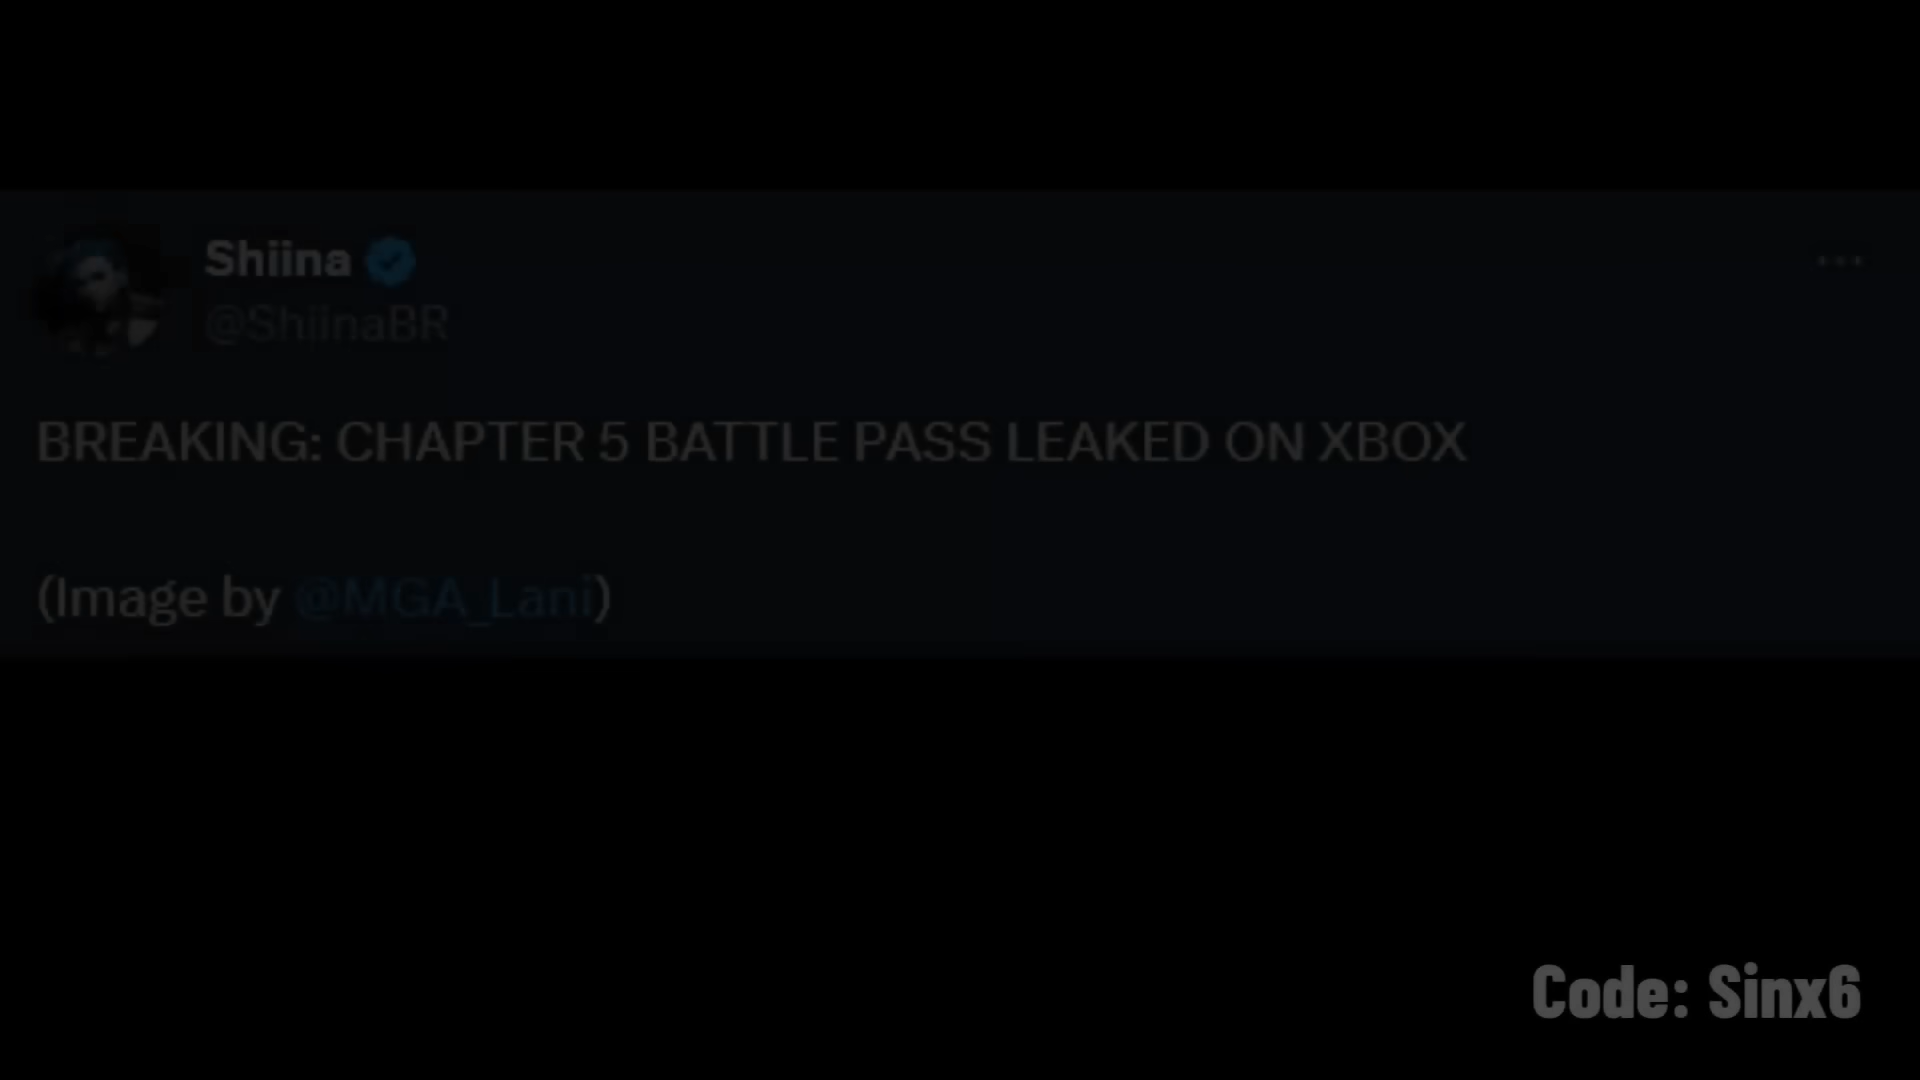 Shiina
@ShiinaBR
BREAKING: CHAPTER 5 BATTLE PASS LEAKED ON XBOX
(Image by @MGA_Lani)
Code: Sinx6